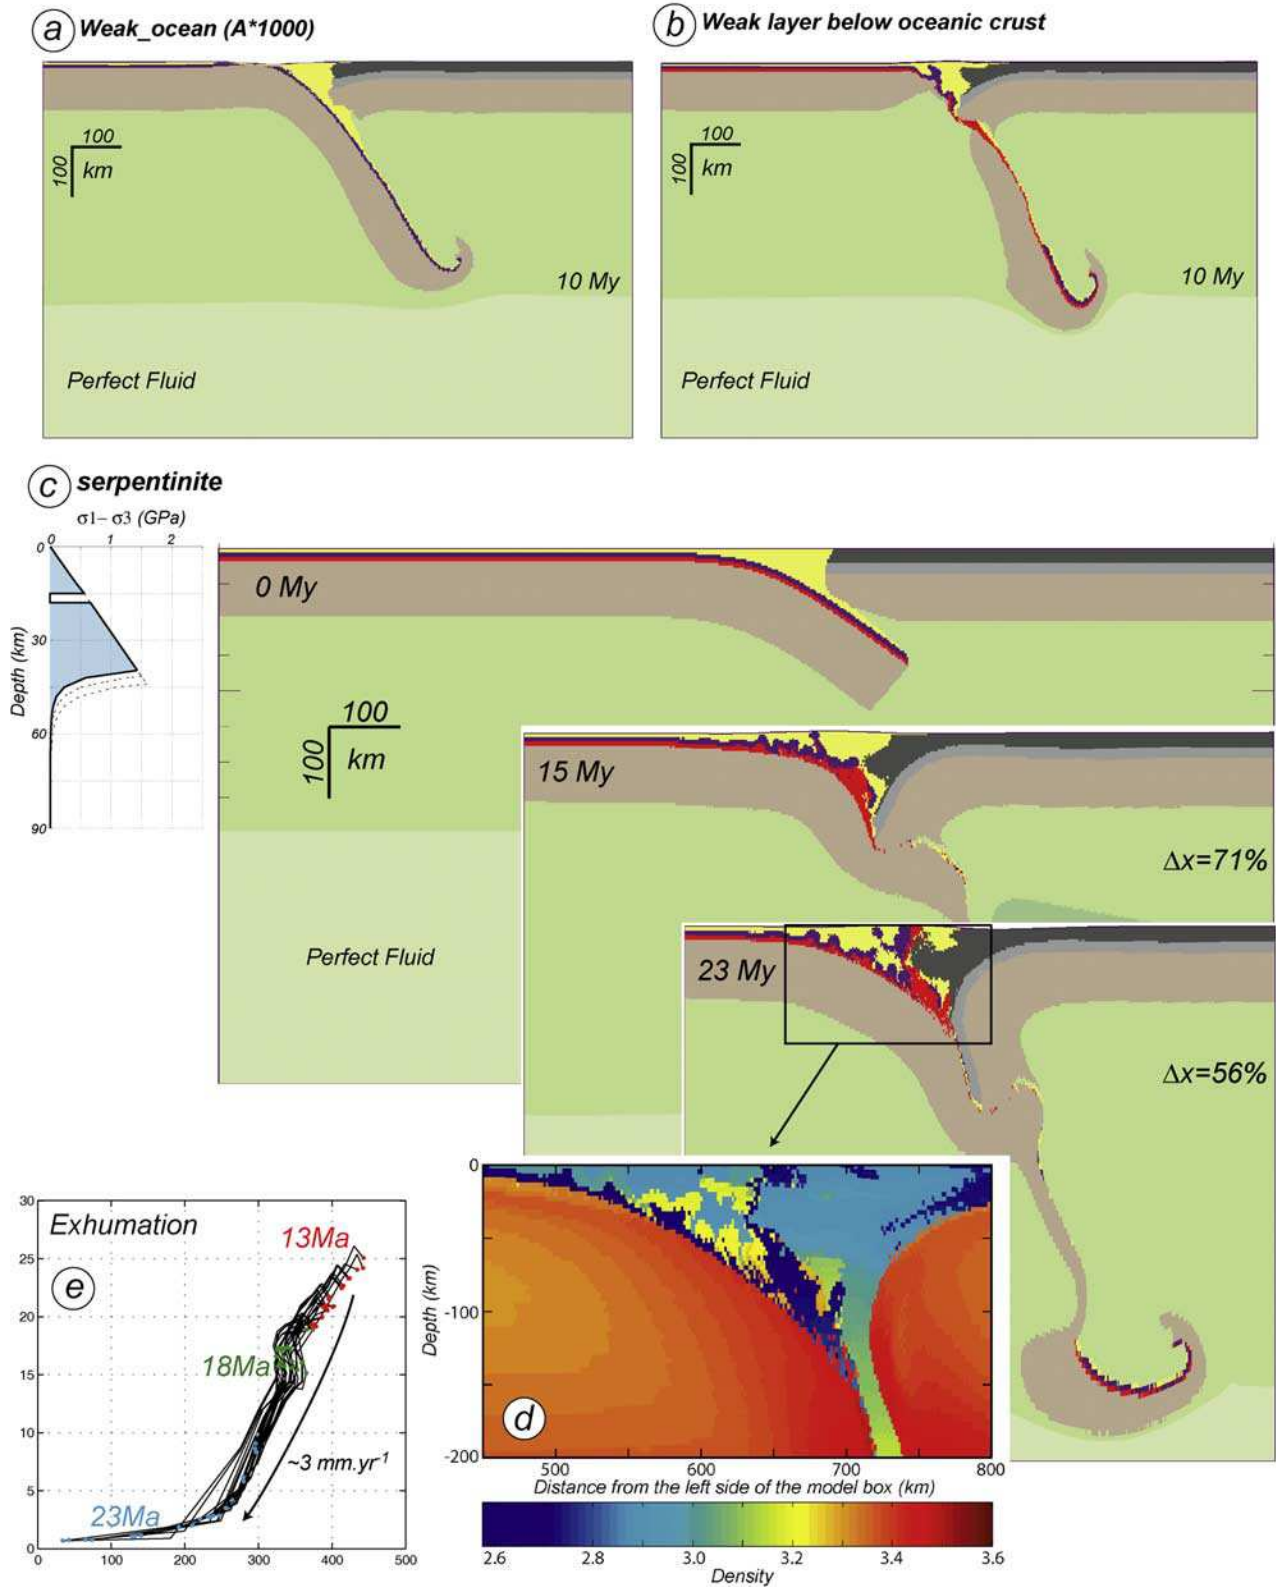 a Weak_ocean (A*1000)
b Weak layer below oceanic crust
100
100
km
10 My
Perfect Fluid
100
100
km
10 My
Perfect Fluid
c serpentinite
σ1– σ3 (GPa)
0 1 2
0
30
60
90
Depth (km)
0 My
100
100
km
Perfect Fluid
15 My
Δx=71%
23 My
Δx=56%
0
-100
-200
Depth (km)
d
500 600 700 800
Distance from the left side of the model box (km)
2.6 2.8 3.0 3.2 3.4 3.6
Density
30
25
20
15
10
5
0
Exhumation
e
13Ma
18Ma
~3 mm.yr-1
23Ma
0 100 200 300 400 500